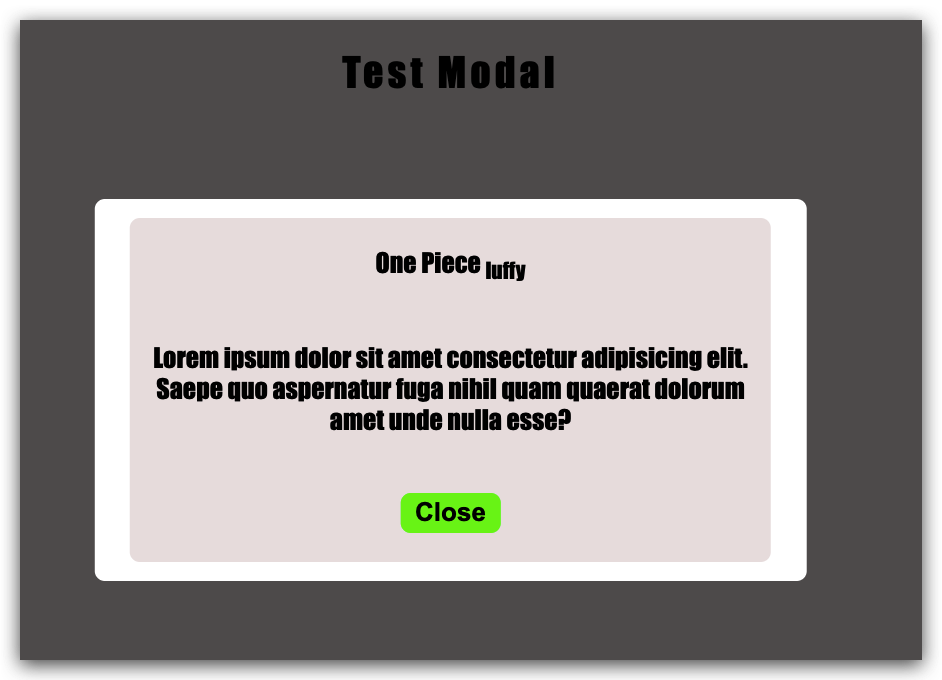 Test Modal
One Piece luffy
Lorem ipsum dolor sit amet consectetur adipisicing elit.
Saepe quo aspernatur fuga nihil quam quaerat dolorum
amet unde nulla esse?
Close